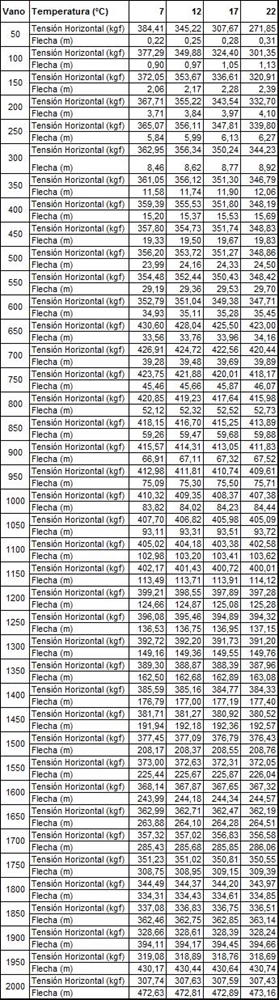 Vano Temperatura (°C) 7 12 17 22
50 Tensión Horizontal (kgf) 384,41 345,22 307,67 271,85
Flecha (m) 0,22 0,25 0,28 0,31
100 Tensión Horizontal (kgf) 377,29 349,88 324,40 301,35
Flecha (m) 0,90 0,97 1,05 1,13
150 Tensión Horizontal (kgf) 372,05 353,67 336,61 320,91
Flecha (m) 2,06 2,17 2,28 2,39
200 Tensión Horizontal (kgf) 367,71 355,22 343,54 332,70
Flecha (m) 3,71 3,84 3,97 4,10
250 Tensión Horizontal (kgf) 365,07 356,11 347,81 339,80
Flecha (m) 5,84 5,99 6,13 6,27
300 Tensión Horizontal (kgf) 362,95 356,34 350,24 344,23
Flecha (m) 8,46 8,62 8,77 8,92
350 Tensión Horizontal (kgf) 361,05 356,12 351,30 346,79
Flecha (m) 11,58 11,74 11,90 12,06
400 Tensión Horizontal (kgf) 359,39 355,53 351,80 348,19
Flecha (m) 15,20 15,37 15,53 15,69
450 Tensión Horizontal (kgf) 357,80 354,73 351,74 348,83
Flecha (m) 19,33 19,50 19,67 19,83
500 Tensión Horizontal (kgf) 356,20 353,72 351,27 348,86
Flecha (m) 23,99 24,16 24,33 24,50
550 Tensión Horizontal (kgf) 354,48 352,44 350,43 348,42
Flecha (m) 29,19 29,36 29,53 29,70
600 Tensión Horizontal (kgf) 352,79 351,04 349,38 347,71
Flecha (m) 34,93 35,11 35,28 35,45
650 Tensión Horizontal (kgf) 430,60 428,04 425,50 423,00
Flecha (m) 33,56 33,76 33,96 34,16
700 Tensión Horizontal (kgf) 426,91 424,72 422,56 420,44
Flecha (m) 39,28 39,48 39,69 39,89
750 Tensión Horizontal (kgf) 423,75 421,88 420,01 418,17
Flecha (m) 45,46 45,66 45,87 46,07
800 Tensión Horizontal (kgf) 420,85 419,23 417,64 415,98
Flecha (m) 52,12 52,32 52,52 52,73
850 Tensión Horizontal (kgf) 418,15 416,70 415,25 413,89
Flecha (m) 59,26 59,47 59,68 59,88
900 Tensión Horizontal (kgf) 415,57 414,31 413,05 411,83
Flecha (m) 66,91 67,11 67,32 67,52
950 Tensión Horizontal (kgf) 412,98 411,81 410,74 409,61
Flecha (m) 75,09 75,30 75,50 75,71
1000 Tensión Horizontal (kgf) 410,32 409,35 408,37 407,38
Flecha (m) 83,82 84,02 84,23 84,44
1050 Tensión Horizontal (kgf) 407,70 406,82 405,98 405,09
Flecha (m) 93,11 93,31 93,51 93,72
1100 Tensión Horizontal (kgf) 405,02 404,18 403,38 402,58
Flecha (m) 102,98 103,20 103,41 103,62
1150 Tensión Horizontal (kgf) 402,17 401,43 400,72 400,01
Flecha (m) 113,49 113,71 113,91 114,12
1200 Tensión Horizontal (kgf) 399,21 398,55 397,89 397,28
Flecha (m) 124,66 124,87 125,08 125,28
1250 Tensión Horizontal (kgf) 396,08 395,46 394,89 394,32
Flecha (m) 136,53 136,75 136,95 137,15
1300 Tensión Horizontal (kgf) 392,72 392,20 391,73 391,20
Flecha (m) 149,16 149,36 149,55 149,76
1350 Tensión Horizontal (kgf) 389,30 388,87 388,39 387,96
Flecha (m) 162,50 162,68 162,89 163,08
1400 Tensión Horizontal (kgf) 385,59 385,16 384,77 384,33
Flecha (m) 176,79 177,00 177,19 177,40
1450 Tensión Horizontal (kgf) 381,71 381,27 380,92 380,52
Flecha (m) 191,94 192,18 192,36 192,57
1500 Tensión Horizontal (kgf) 377,45 377,09 376,79 376,43
Flecha (m) 208,17 208,37 208,55 208,76
1550 Tensión Horizontal (kgf) 373,00 372,63 372,31 372,05
Flecha (m) 225,44 225,67 225,87 226,04
1600 Tensión Horizontal (kgf) 368,14 367,87 367,65 367,32
Flecha (m) 243,99 244,18 244,34 244,57
1650 Tensión Horizontal (kgf) 362,99 362,71 362,47 362,19
Flecha (m) 263,88 264,10 264,28 264,51
1700 Tensión Horizontal (kgf) 357,32 357,02 356,83 356,58
Flecha (m) 285,43 285,68 285,85 286,06
1750 Tensión Horizontal (kgf) 351,23 351,02 350,81 350,55
Flecha (m) 308,75 308,95 309,15 309,39
1800 Tensión Horizontal (kgf) 344,49 344,37 344,20 343,97
Flecha (m) 334,31 334,43 334,61 334,85
1850 Tensión Horizontal (kgf) 337,08 336,83 336,75 336,51
Flecha (m) 362,46 362,75 362,85 363,14
1900 Tensión Horizontal (kgf) 328,66 328,61 328,39 328,24
Flecha (m) 394,11 394,17 394,45 394,66
1950 Tensión Horizontal (kgf) 319,08 318,89 318,76 318,69
Flecha (m) 430,17 430,44 430,64 430,74
2000 Tensión Horizontal (kgf) 307,74 307,63 307,59 307,43
Flecha (m) 472,63 472,81 472,89 473,16